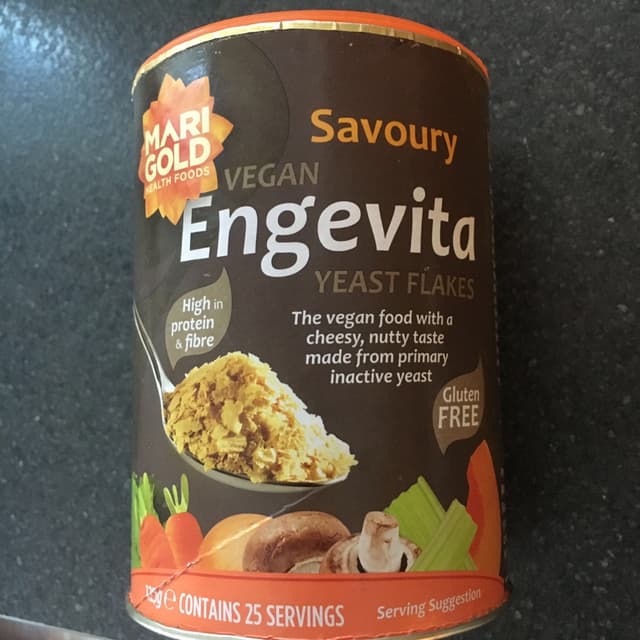 Savoury
MARI
GOLD
HEALTH FOODS
VEGAN
Engevita
YEAST FLAKES
High in
protein
& fibre
The vegan food with a
cheesy, nutty taste
made from primary
inactive yeast
Gluten
FREE
125g ℮ CONTAINS 25 SERVINGS
Serving Suggestion